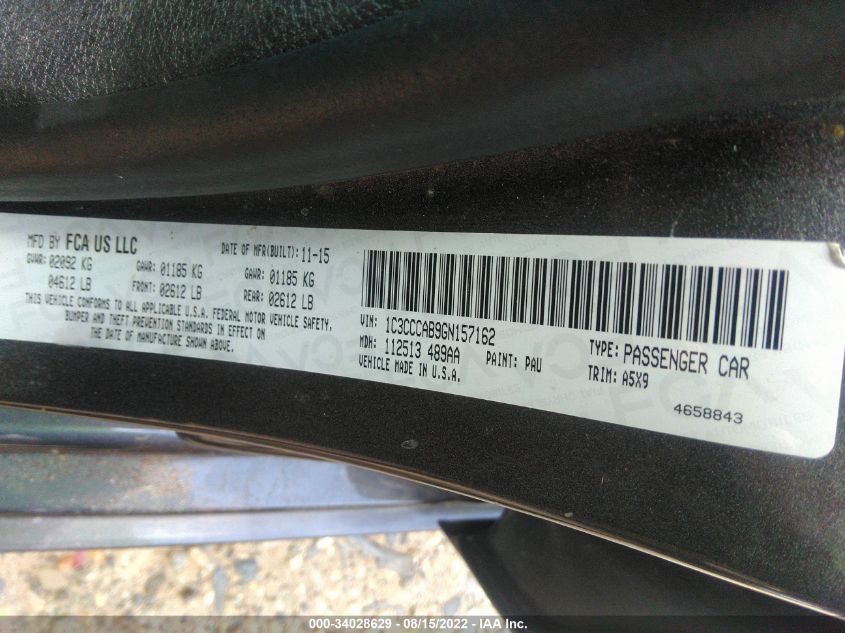 MFD BY FCA US LLC
DATE OF MFR(BUILT): 11-15
GVWR: 02092 KG
04612 LB
GAWR: 01185 KG
FRONT: 02612 LB
GAWR: 01185 KG
REAR: 02612 LB
THIS VEHICLE CONFORMS TO ALL APPLICABLE U.S.A. FEDERAL MOTOR VEHICLE SAFETY,
BUMPER AND THEFT PREVENTION STANDARDS IN EFFECT ON
THE DATE OF MANUFACTURE SHOWN ABOVE.
VIN: 1C3CCCAB9GN157162
MDH: 112513 489AA
PAINT: PAU
VEHICLE MADE IN U.S.A.
TYPE: PASSENGER CAR
TRIM: A5X9
4658843
000-34028629 - 08/15/2022 - IAA Inc.